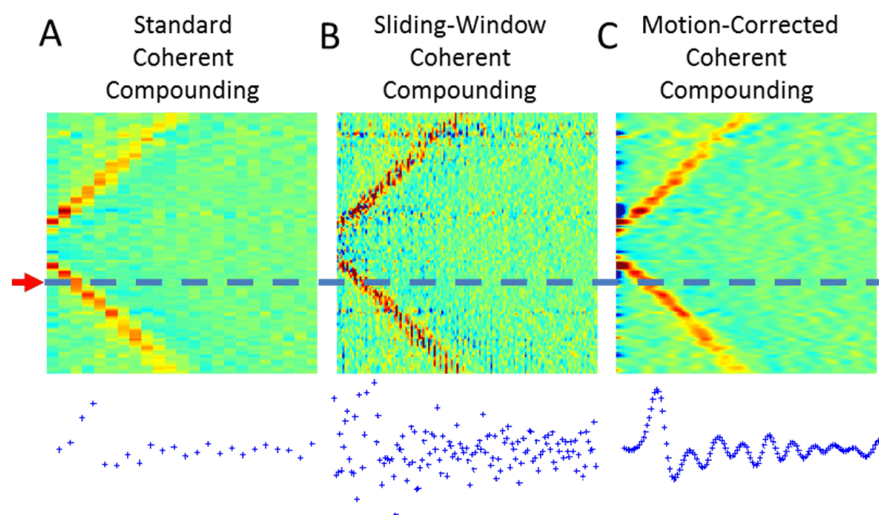 A
Standard
Coherent
Compounding
B
Sliding-Window
Coherent
Compounding
C
Motion-Corrected
Coherent
Compounding